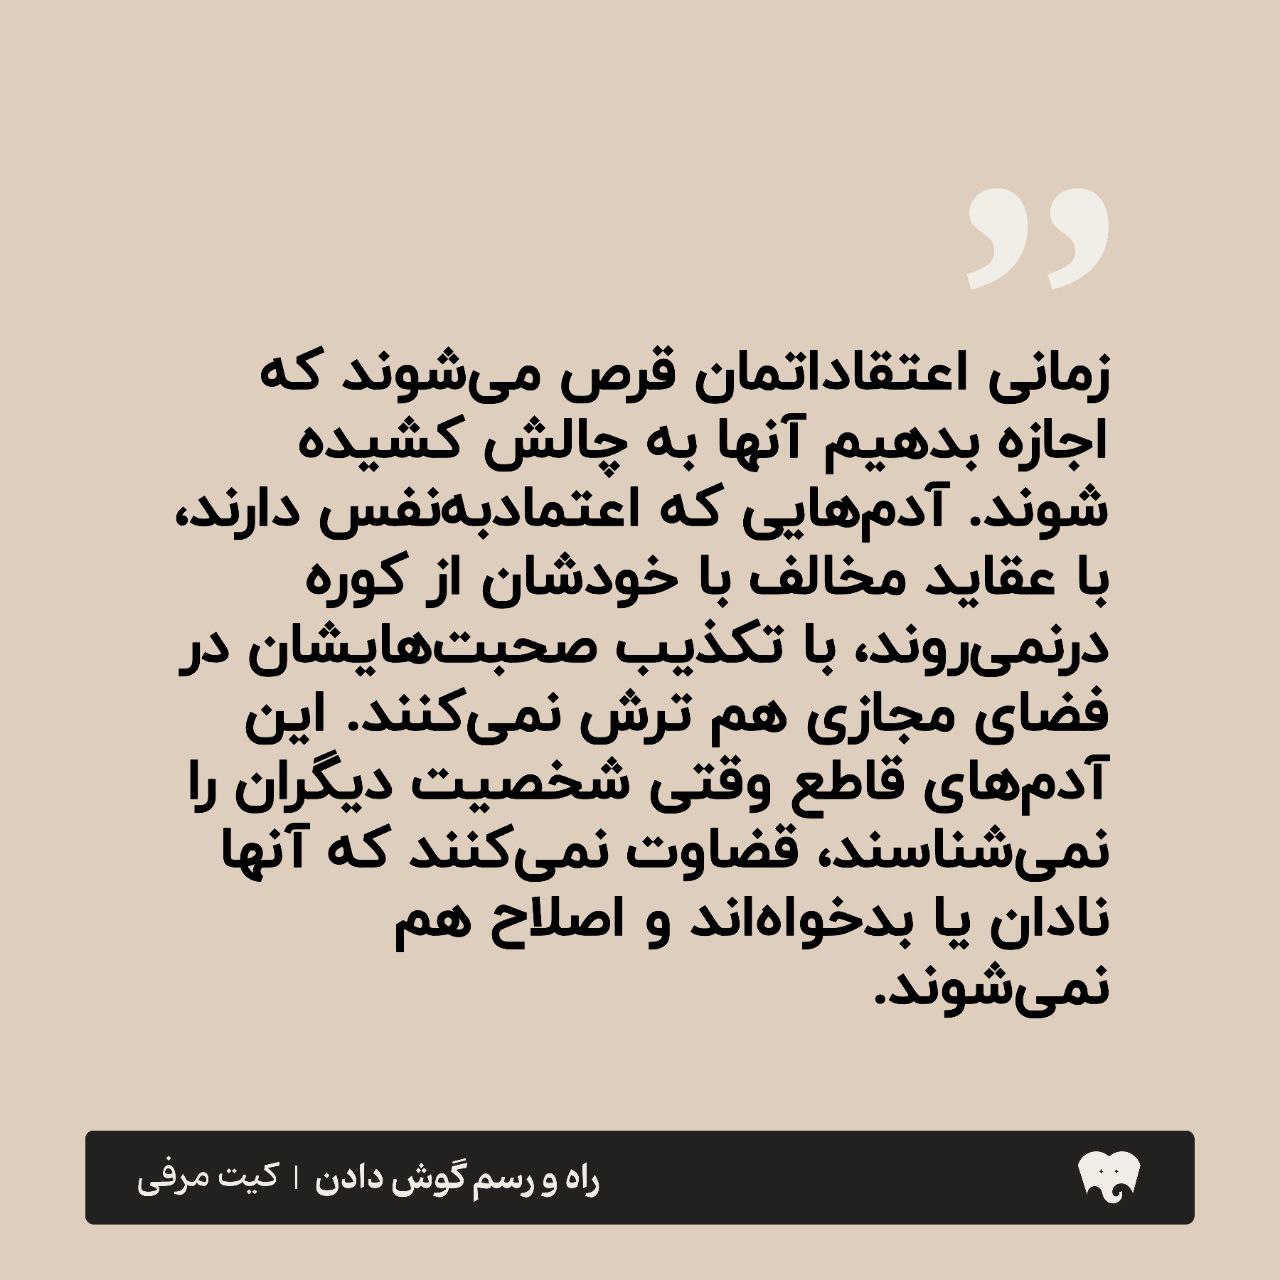 زمانی اعتقاداتمان قرص می‌شوند که
اجازه بدهیم آنها به چالش کشیده
شوند. آدم‌هایی که اعتمادبه‌نفس دارند،
با عقاید مخالف با خودشان از کوره
درنمی‌روند، با تکذیب صحبت‌هایشان در
فضای مجازی هم ترش نمی‌کنند. این
آدم‌های قاطع وقتی شخصیت دیگران را
نمی‌شناسند، قضاوت نمی‌کنند که آنها
نادان یا بدخواه‌اند و اصلاح هم
نمی‌شوند.
راه و رسم گوش دادن | کیت مرفی